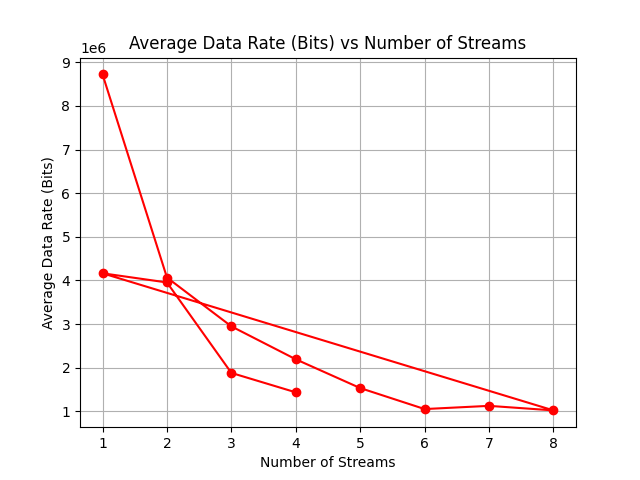 Average Data Rate (Bits) vs Number of Streams
1e6
9
8
7
6
5
4
3
2
1
Average Data Rate (Bits)
1 2 3 4 5 6 7 8
Number of Streams